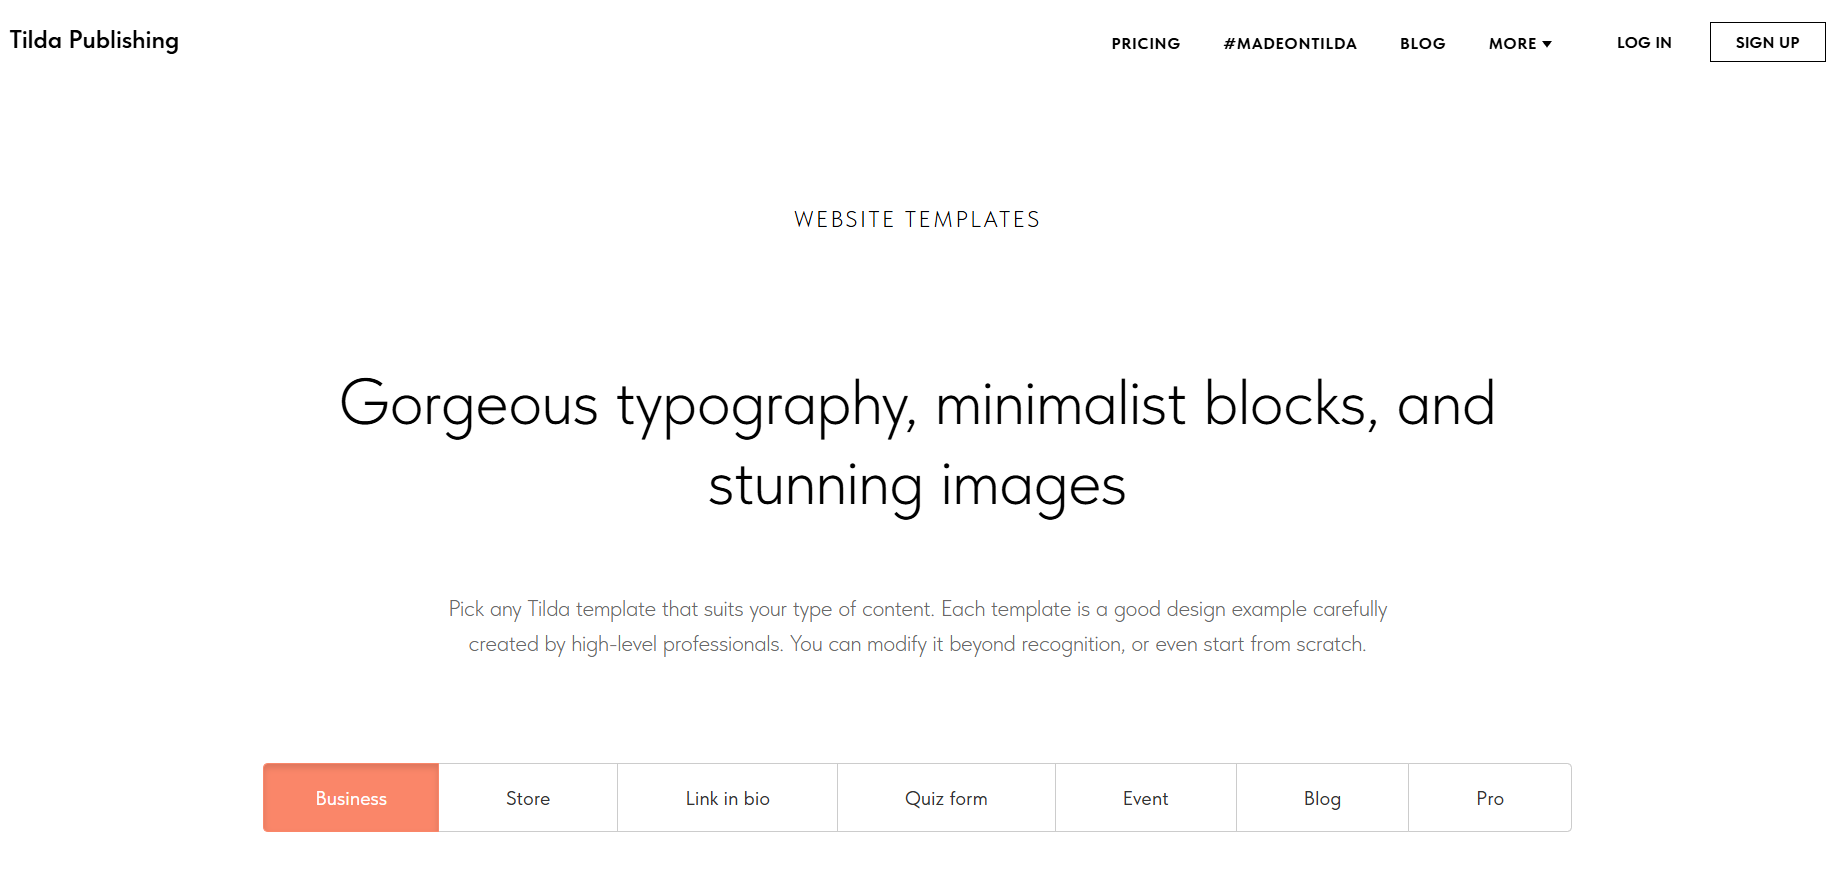 Tilda Publishing
PRICING
#MADEONTILDA
BLOG
MORE
LOG IN
SIGN UP
WEBSITE TEMPLATES
Gorgeous typography, minimalist blocks, and
stunning images
Pick any Tilda template that suits your type of content. Each template is a good design example carefully
created by high-level professionals. You can modify it beyond recognition, or even start from scratch.
Business
Store
Link in bio
Quiz form
Event
Blog
Pro